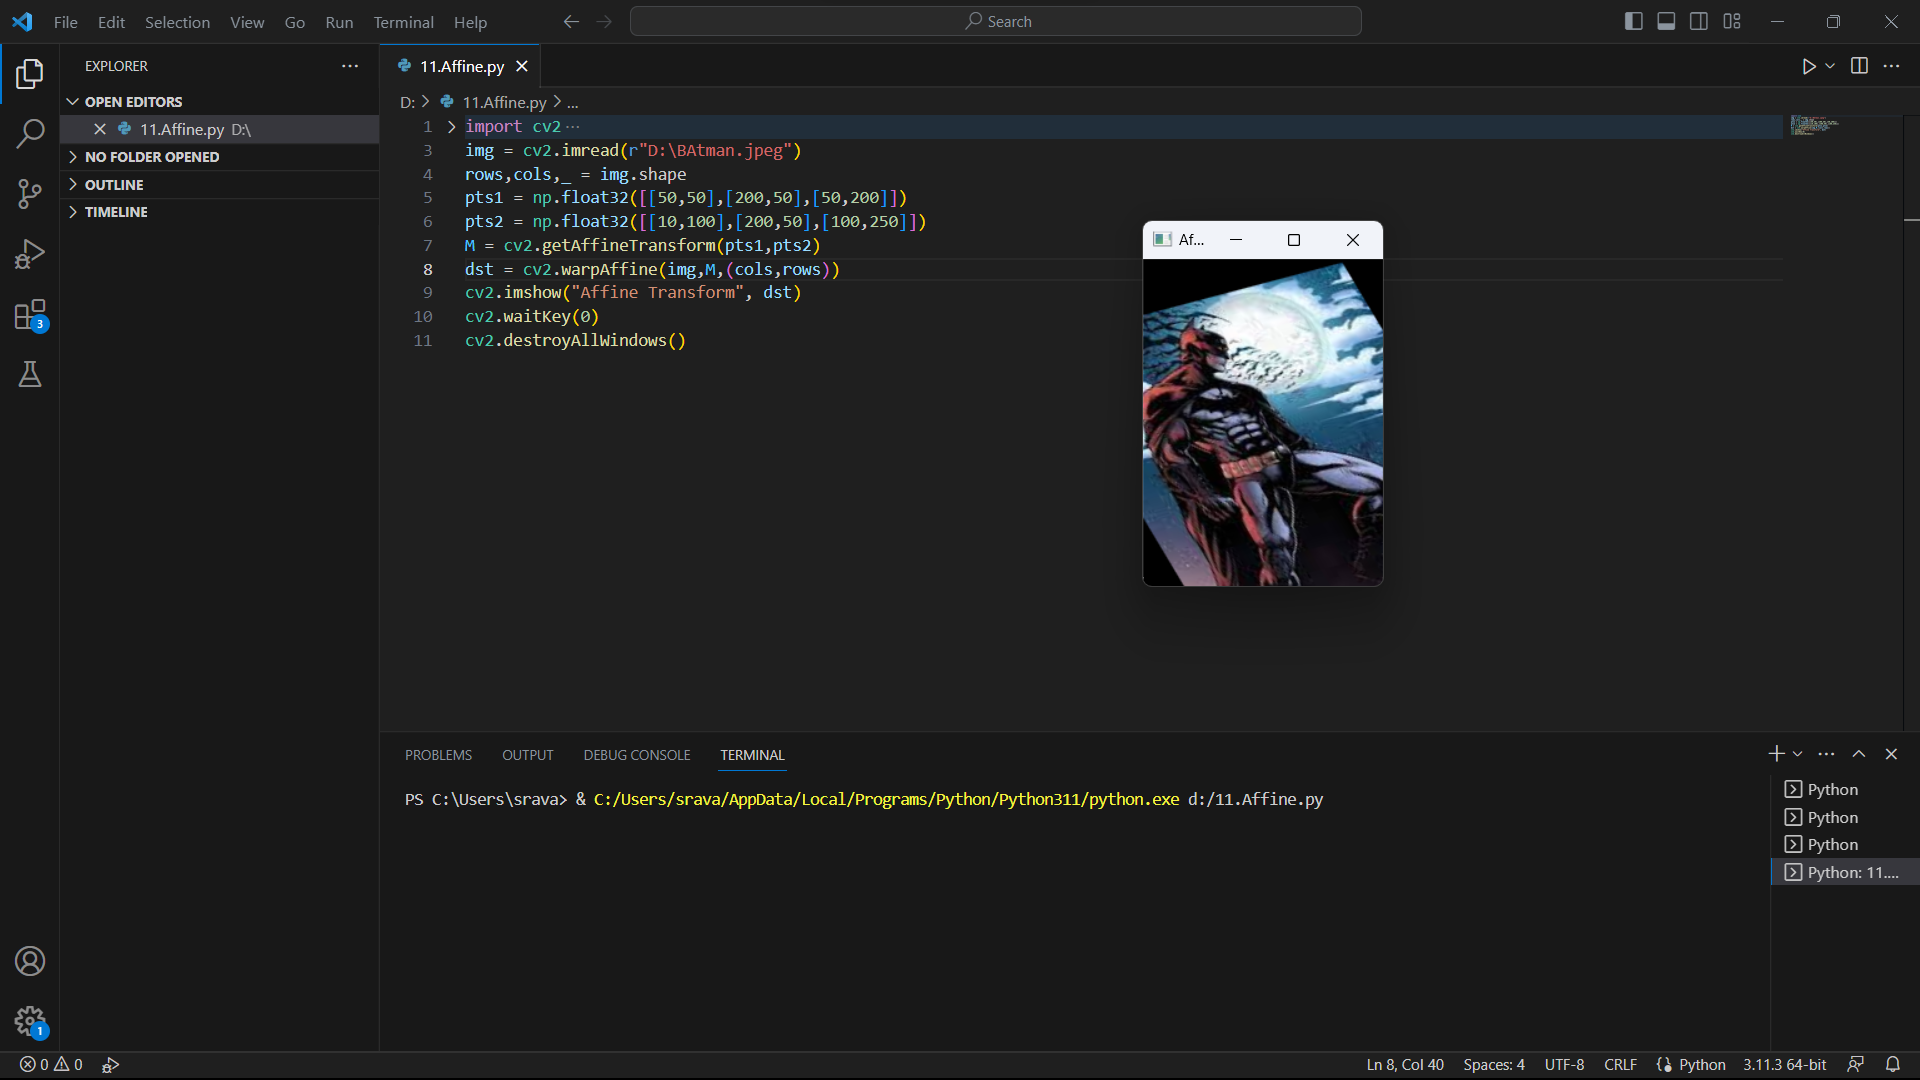 File Edit Selection View Go Run Terminal Help
Search
EXPLORER
OPEN EDITORS
11.Affine.py D:\
NO FOLDER OPENED
OUTLINE
TIMELINE
3
1
11.Affine.py
D: > 11.Affine.py > ...
1 import cv2 ...
3 img = cv2.imread(r"D:\BAtman.jpeg")
4 rows,cols,_ = img.shape
5 pts1 = np.float32([[50,50],[200,50],[50,200]])
6 pts2 = np.float32([[10,100],[200,50],[100,250]])
7 M = cv2.getAffineTransform(pts1,pts2)
8 dst = cv2.warpAffine(img,M,(cols,rows))
9 cv2.imshow("Affine Transform", dst)
10 cv2.waitKey(0)
11 cv2.destroyAllWindows()
Af...
PROBLEMS OUTPUT DEBUG CONSOLE TERMINAL
PS C:\Users\srava> & C:/Users/srava/AppData/Local/Programs/Python/Python311/python.exe d:/11.Affine.py
Python
Python
Python
Python: 11....
0 0
Ln 8, Col 40 Spaces: 4 UTF-8 CRLF Python 3.11.3 64-bit